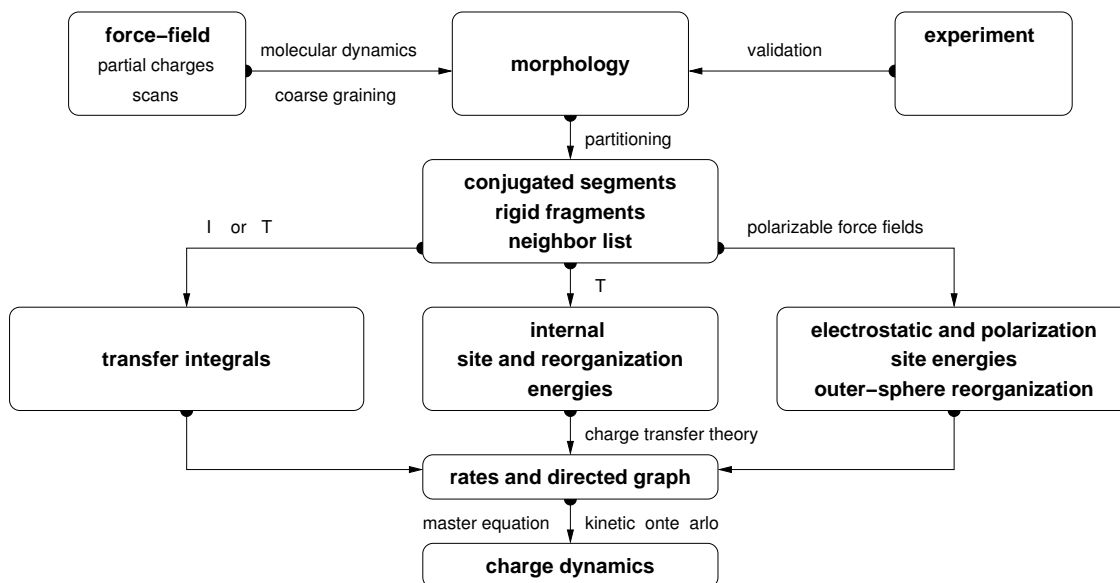 force−field
partial charges
scans
molecular dynamics
coarse graining
morphology
validation
experiment
partitioning
conjugated segments
rigid fragments
neighbor list
I or T
polarizable force fields
T
transfer integrals
internal
site and reorganization
energies
electrostatic and polarization
site energies
outer−sphere reorganization
charge transfer theory
rates and directed graph
master equation
kinetic onte arlo
charge dynamics